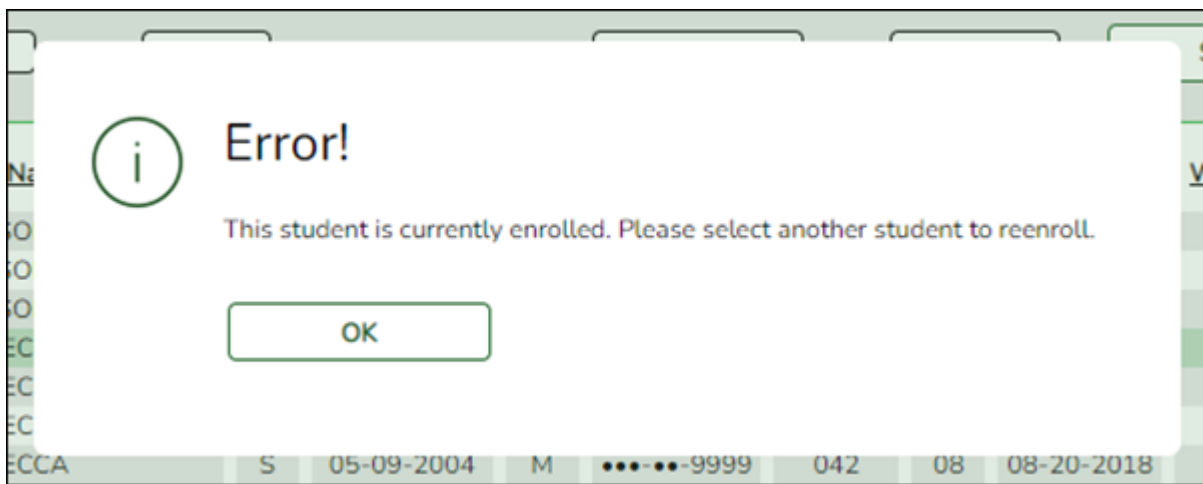 Error!
This student is currently enrolled. Please select another student to reenroll.
OK
ECCA S 05-09-2004 M •••-••-9999 042 08 08-20-2018